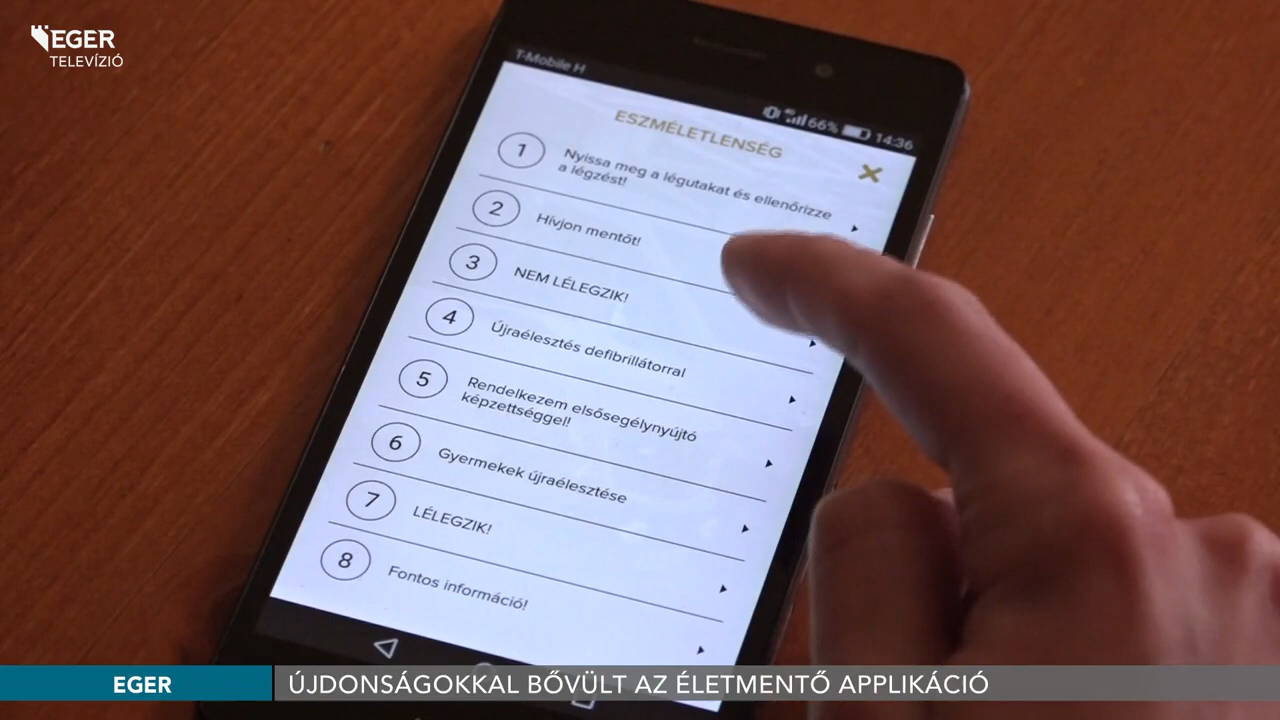 EGER
TELEVÍZIÓ
T-Mobile H
4G 66% 14:36
ESZMÉLETLENSÉG
1 Nyissa meg a légutakat és ellenőrizze
a légzést!
2 Hívjon mentőt!
3 NEM LÉLEGZIK!
4 Újraélesztés defibrillátorral
5 Rendelkezem elsősegélynyújtó
képzettséggel!
6 Gyermekek újraélesztése
7 LÉLEGZIK!
8 Fontos információ!
EGER
ÚJDONSÁGOKKAL BŐVÜLT AZ ÉLETMENTŐ APPLIKÁCIÓ